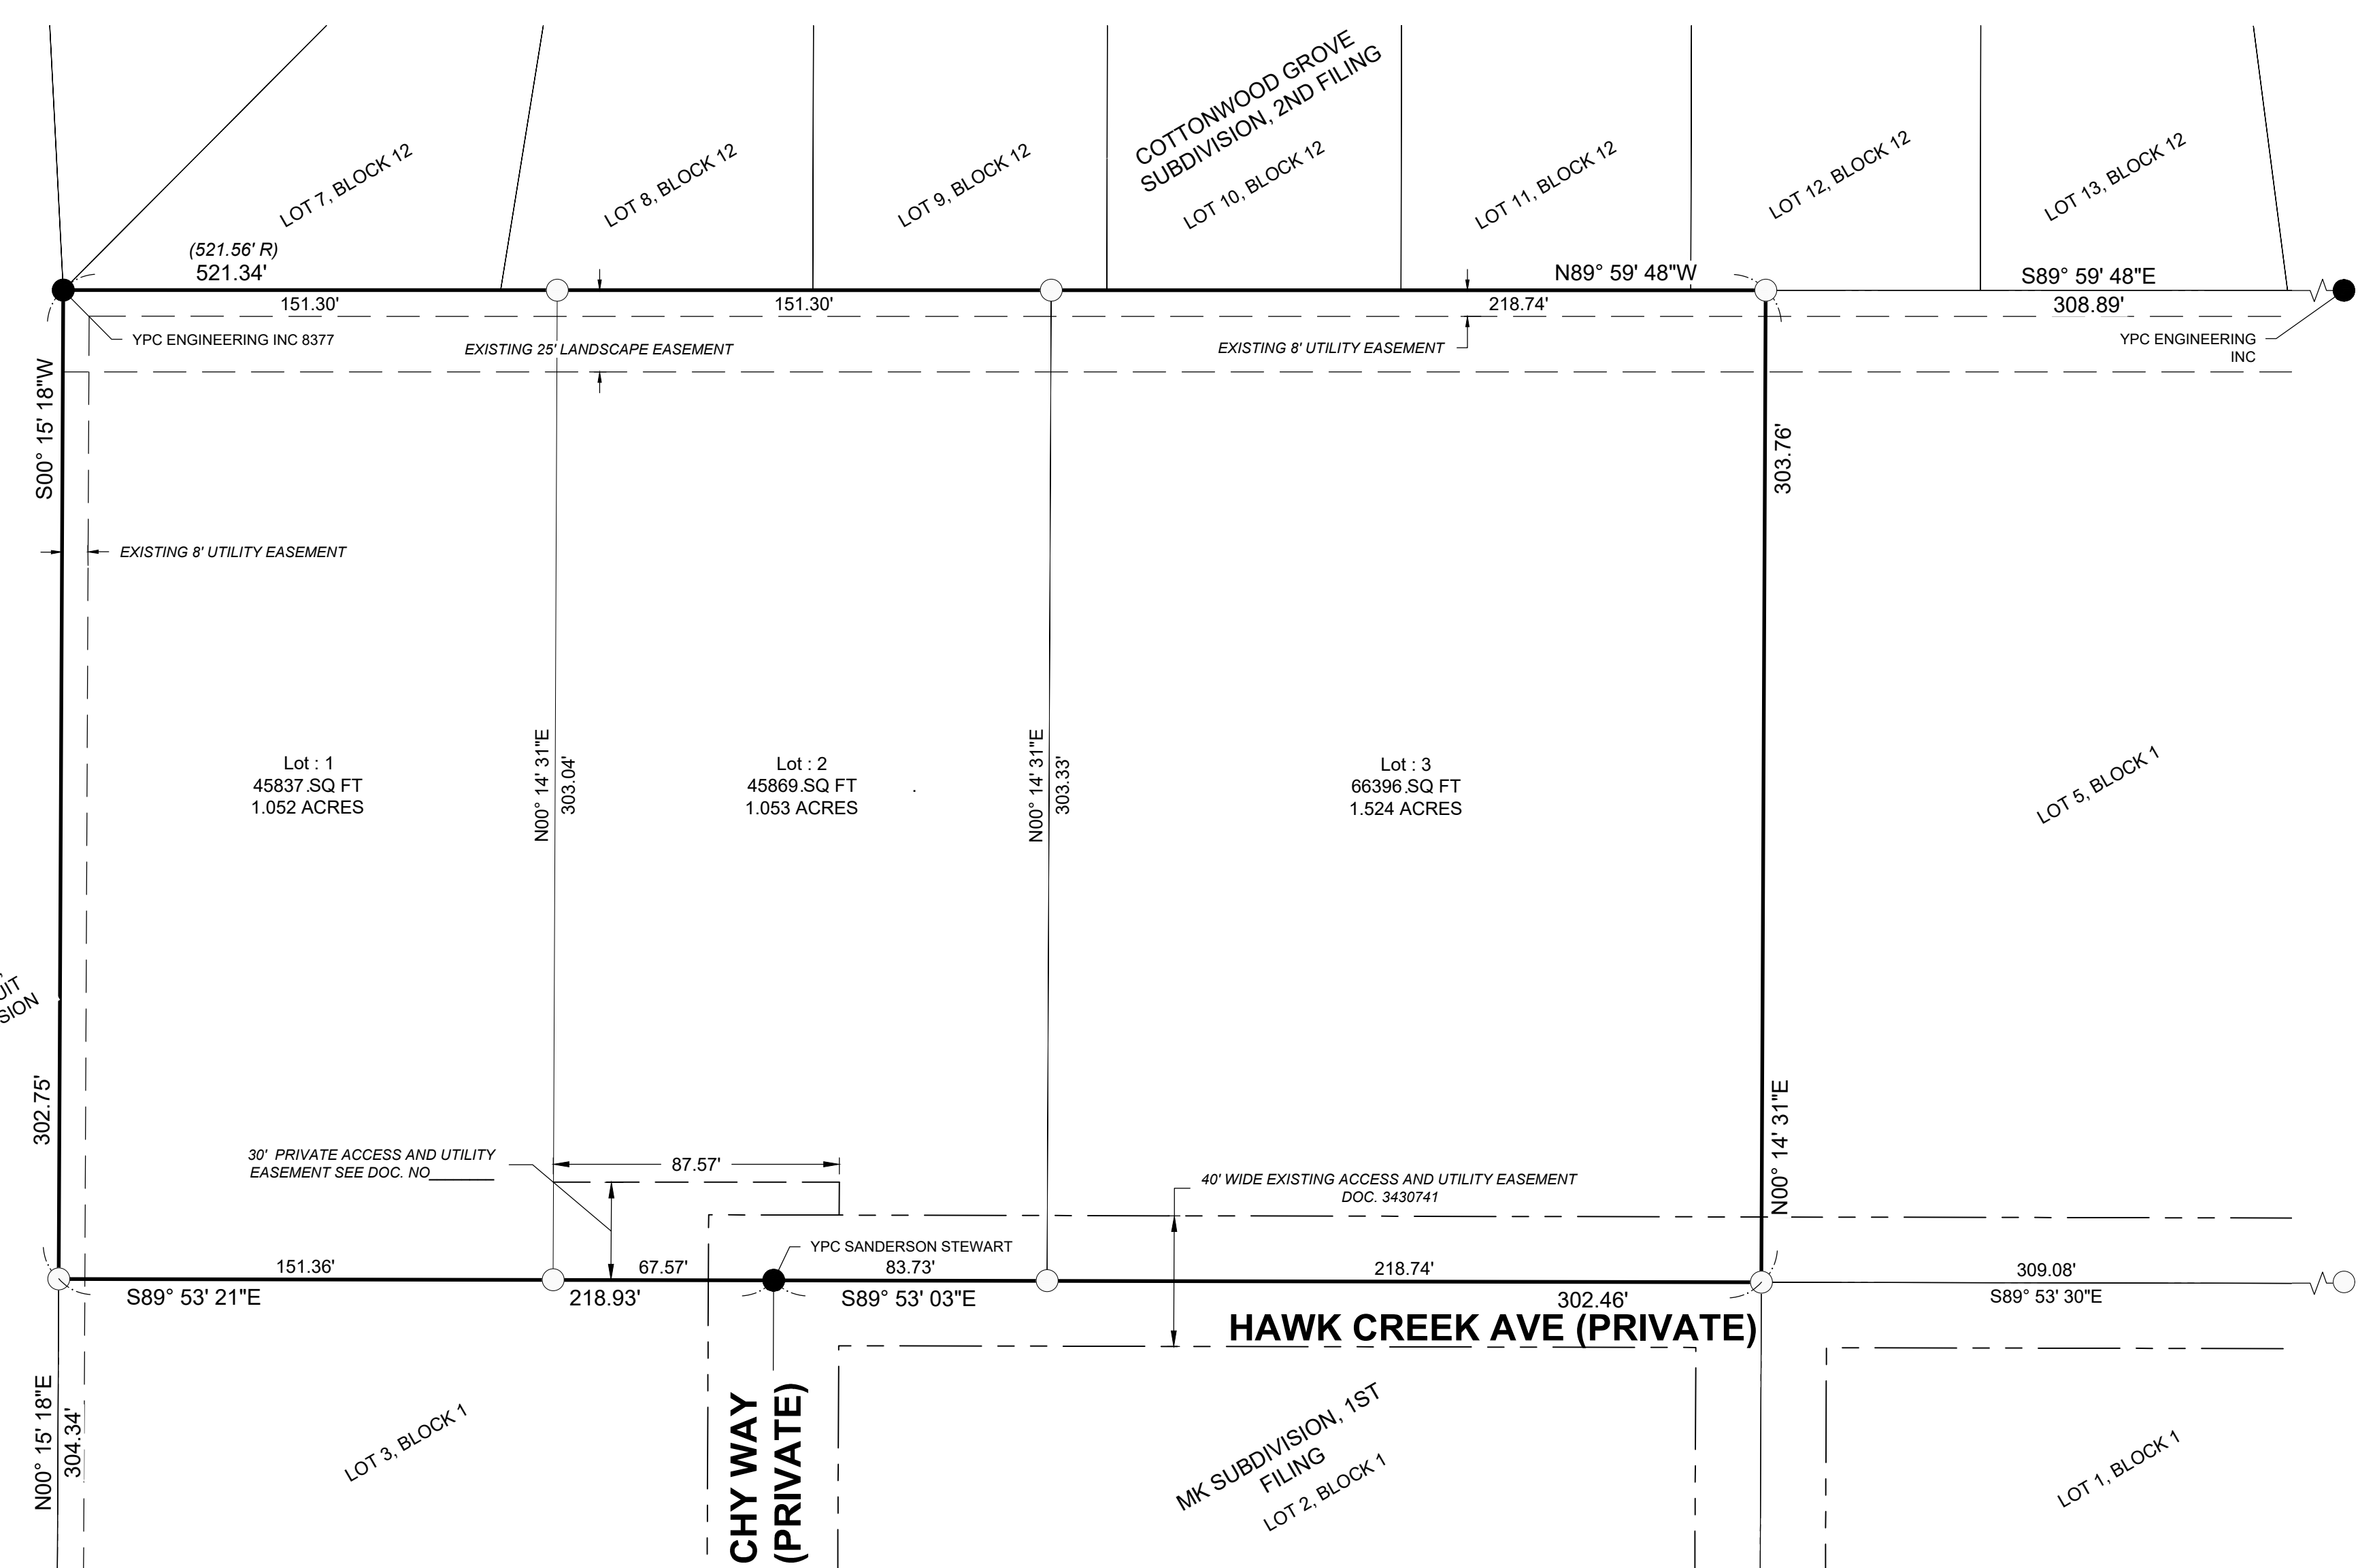 COTTONWOOD GROVE
SUBDIVISION, 2ND FILING
LOT 7, BLOCK 12
LOT 8, BLOCK 12
LOT 9, BLOCK 12
LOT 10, BLOCK 12
LOT 11, BLOCK 12
LOT 12, BLOCK 12
LOT 13, BLOCK 12
(521.56' R)
521.34'
N89° 59' 48"W
S89° 59' 48"E
151.30'
151.30'
218.74'
308.89'
YPC ENGINEERING INC 8377
EXISTING 25' LANDSCAPE EASEMENT
EXISTING 8' UTILITY EASEMENT
YPC ENGINEERING
INC
S00° 15' 18"W
303.76'
EXISTING 8' UTILITY EASEMENT
Lot : 1
45837 SQ FT
1.052 ACRES
N00° 14' 31"E
303.04'
Lot : 2
45869 SQ FT
1.053 ACRES
N00° 14' 31"E
303.33'
Lot : 3
66396 SQ FT
1.524 ACRES
LOT 5, BLOCK 1
302.75'
N00° 14' 31"E
30' PRIVATE ACCESS AND UTILITY
EASEMENT SEE DOC. NO________
87.57'
40' WIDE EXISTING ACCESS AND UTILITY EASEMENT
DOC. 3430741
YPC SANDERSON STEWART
151.36'
67.57'
83.73'
218.74'
309.08'
S89° 53' 21"E
218.93'
S89° 53' 03"E
302.46'
S89° 53' 30"E
HAWK CREEK AVE (PRIVATE)
N00° 15' 18"E
304.34'
LOT 3, BLOCK 1
CHY WAY
(PRIVATE)
MK SUBDIVISION, 1ST
FILING
LOT 2, BLOCK 1
LOT 1, BLOCK 1